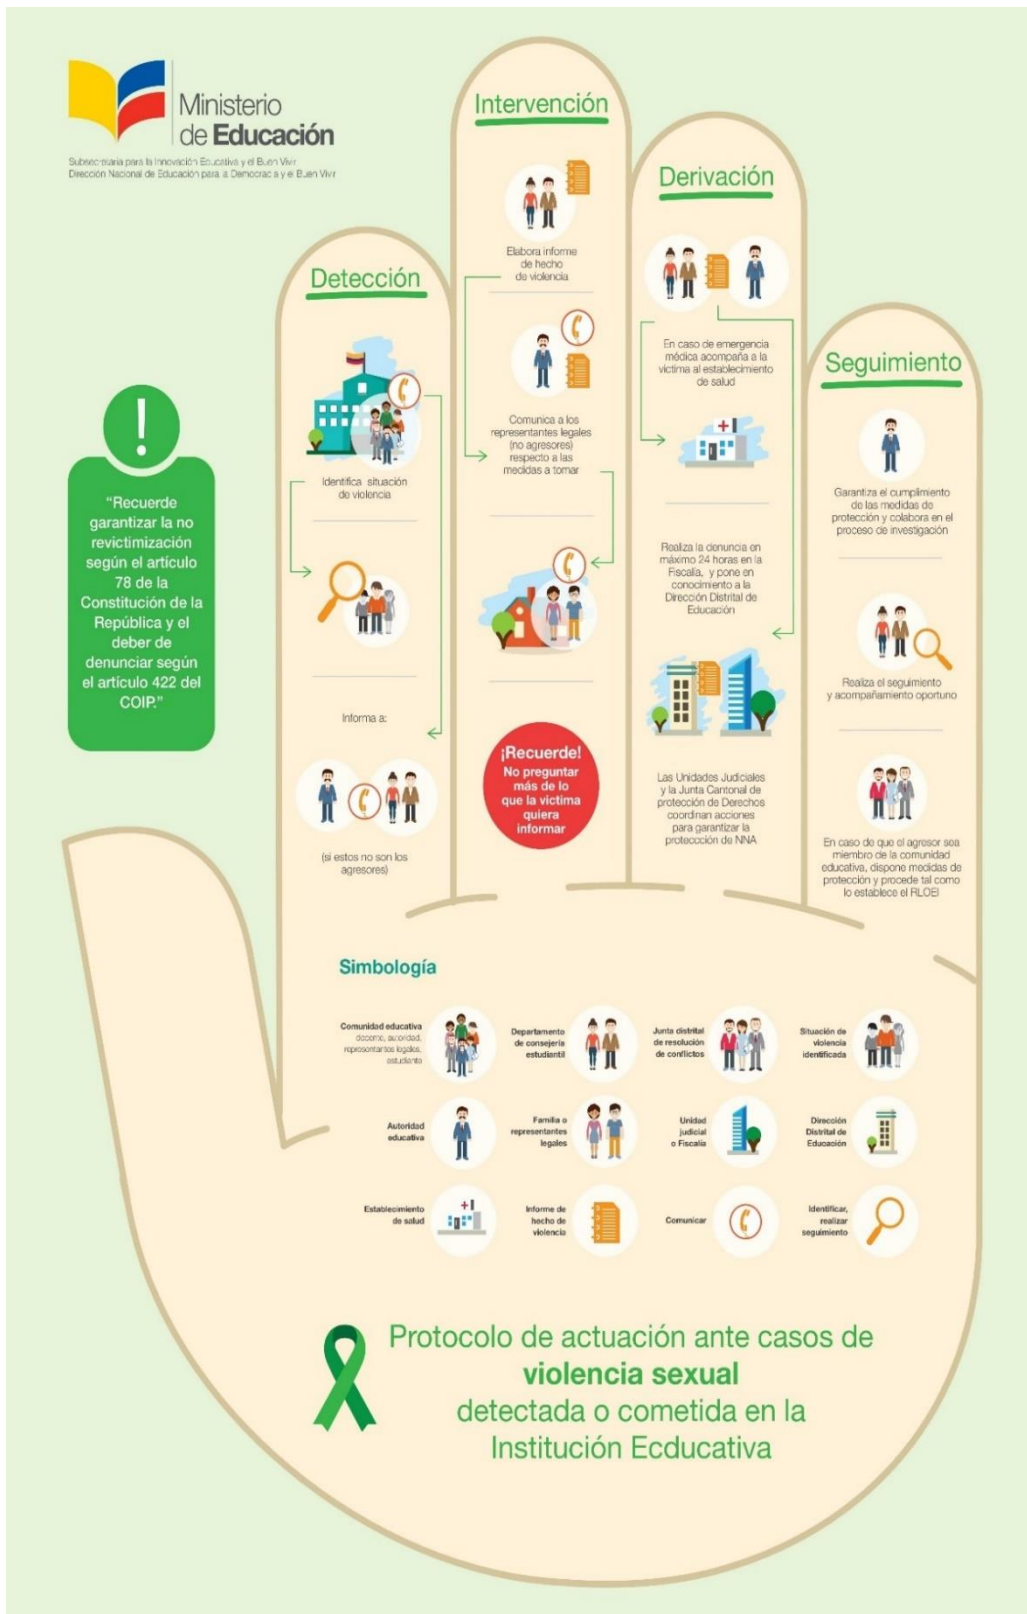 Ministerio
de Educación
Subsecretaría para la Innovación Educativa y el Buen Vivir
Dirección Nacional de Educación para la Democracia y el Buen Vivir
!
“Recuerde
garantizar la no
revictimización
según el artículo
78 de la
Constitución de la
República y el
deber de
denunciar según
el artículo 422 del
COIP.”
Detección
Identifica situación
de violencia
Informa a:
(si estos no son los
agresores)
Intervención
Elabora informe
de hecho
de violencia
Comunica a los
representantes legales
(no agresores)
respecto a las
medidas a tomar
¡Recuerde!
No preguntar
más de lo
que la víctima
quiera
informar
Derivación
En caso de emergencia
médica acompaña a la
víctima al establecimiento
de salud
Realiza la denuncia en
máximo 24 horas en la
Fiscalía, y pone en
conocimiento a la
Dirección Distrital de
Educación
Las Unidades Judiciales
y la Junta Cantonal de
protección de Derechos
coordinan acciones
para garantizar la
proteccción de NNA
Seguimiento
Garantiza el cumplimiento
de las medidas de
protección y colabora en el
proceso de investigación
Realiza el seguimiento
y acompañamiento oportuno
En caso de que el agresor sea
miembro de la comunidad
educativa, dispone medidas de
protección y procede tal como
lo establece el RLOEI
Simbología
Comunidad educativa
docente, autoridad,
representantes legales,
estudiante
Departamento
de consejería
estudiantil
Junta distrital
de resolución
de conflictos
Situación de
violencia
identificada
Autoridad
educativa
Familia o
representantes
legales
Unidad
judicial
o Fiscalía
Dirección
Distrital de
Educación
Establecimiento
de salud
Informe de
hecho de
violencia
Comunicar
Identificar,
realizar
seguimiento
Protocolo de actuación ante casos de
violencia sexual
detectada o cometida en la
Institución Ecducativa